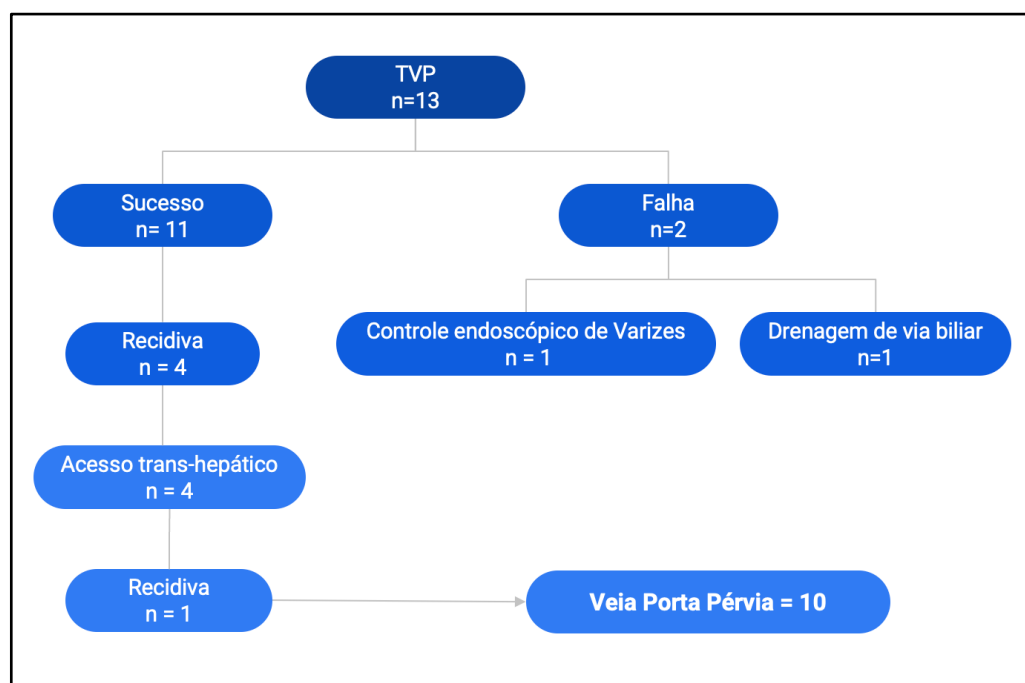 TVP
n=13
Sucesso
n= 11
Falha
n=2
Recidiva
n = 4
Controle endoscópico de Varizes
n = 1
Drenagem de via biliar
n=1
Acesso trans-hepático
n = 4
Recidiva
n = 1
Veia Porta Pérvia = 10